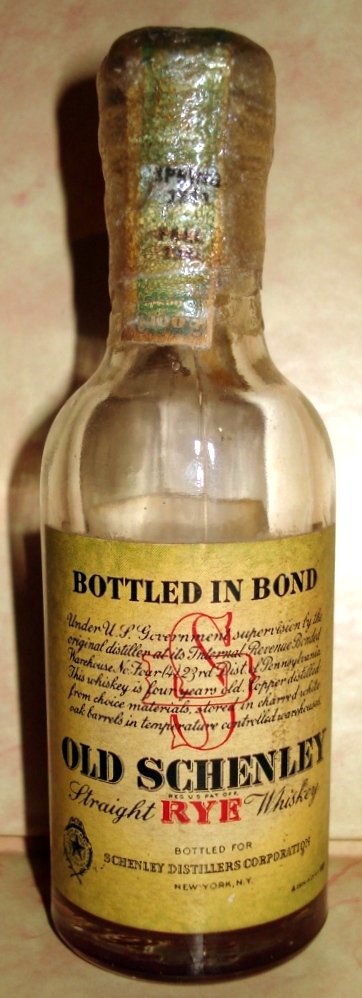 SPRING
FALL
BOTTLED IN BOND
Under U.S. Government supervision by the
original distiller at its Internal Revenue Bonded
Warehouse No. Four(4) 23rd Dist. of Pennsylvania
This whiskey is four years old, copper distilled
from choice materials, stored in charred white
oak barrels in temperature controlled warehouses.
S
OLD SCHENLEY
REG. U.S. PAT. OFF.
Straight RYE Whiskey
BOTTLED FOR
SCHENLEY DISTILLERS CORPORATION
NEW YORK, N.Y.